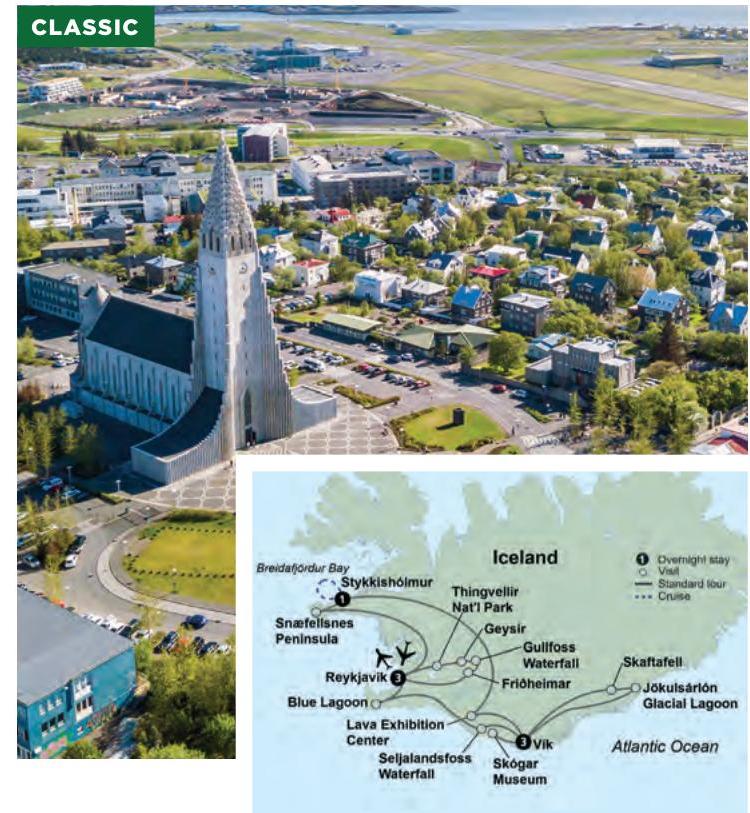 CLASSIC
Iceland
Breidafjördur Bay
Stykkishólmur
1
Snæfellsnes
Peninsula
Thingvellir
Nat'l Park
Geysir
Gullfoss
Waterfall
Reykjavík
3
Friðheimar
Blue Lagoon
Lava Exhibition
Center
Seljalandsfoss
Waterfall
Skógar
Museum
3
Vík
Skaftafell
Jökulsárlón
Glacial Lagoon
Atlantic Ocean
1 Overnight stay
Visit
Standard tour
Cruise